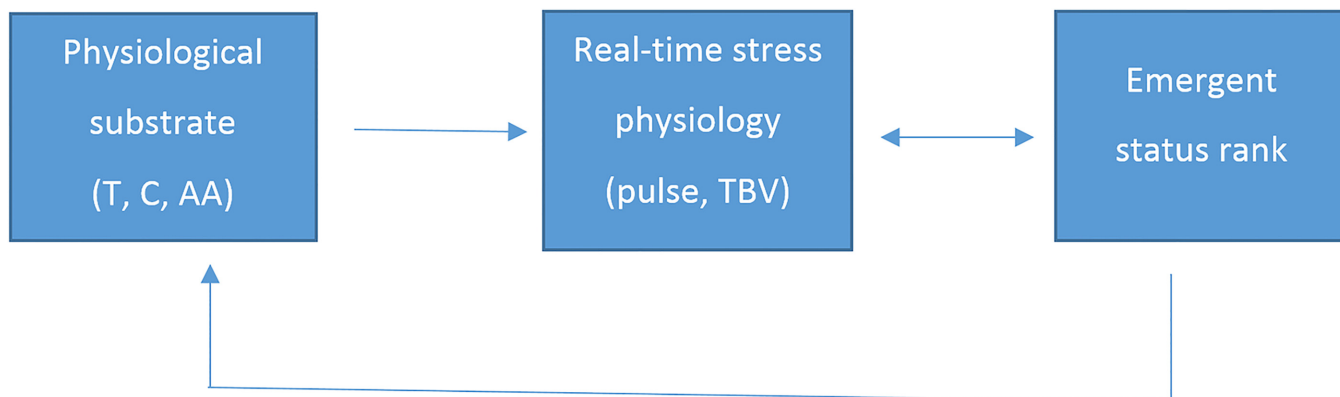 Physiological
substrate
(T, C, AA)
Real-time stress
physiology
(pulse, TBV)
Emergent
status rank